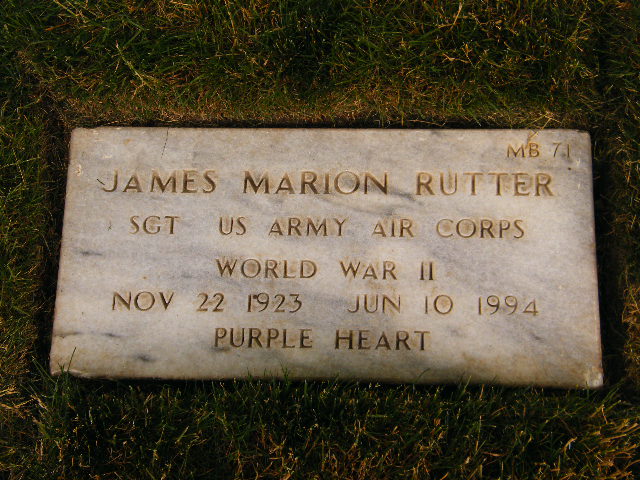 MB 71
JAMES MARION RUTTER
SGT US ARMY AIR CORPS
WORLD WAR II
NOV 22 1923 JUN 10 1994
PURPLE HEART